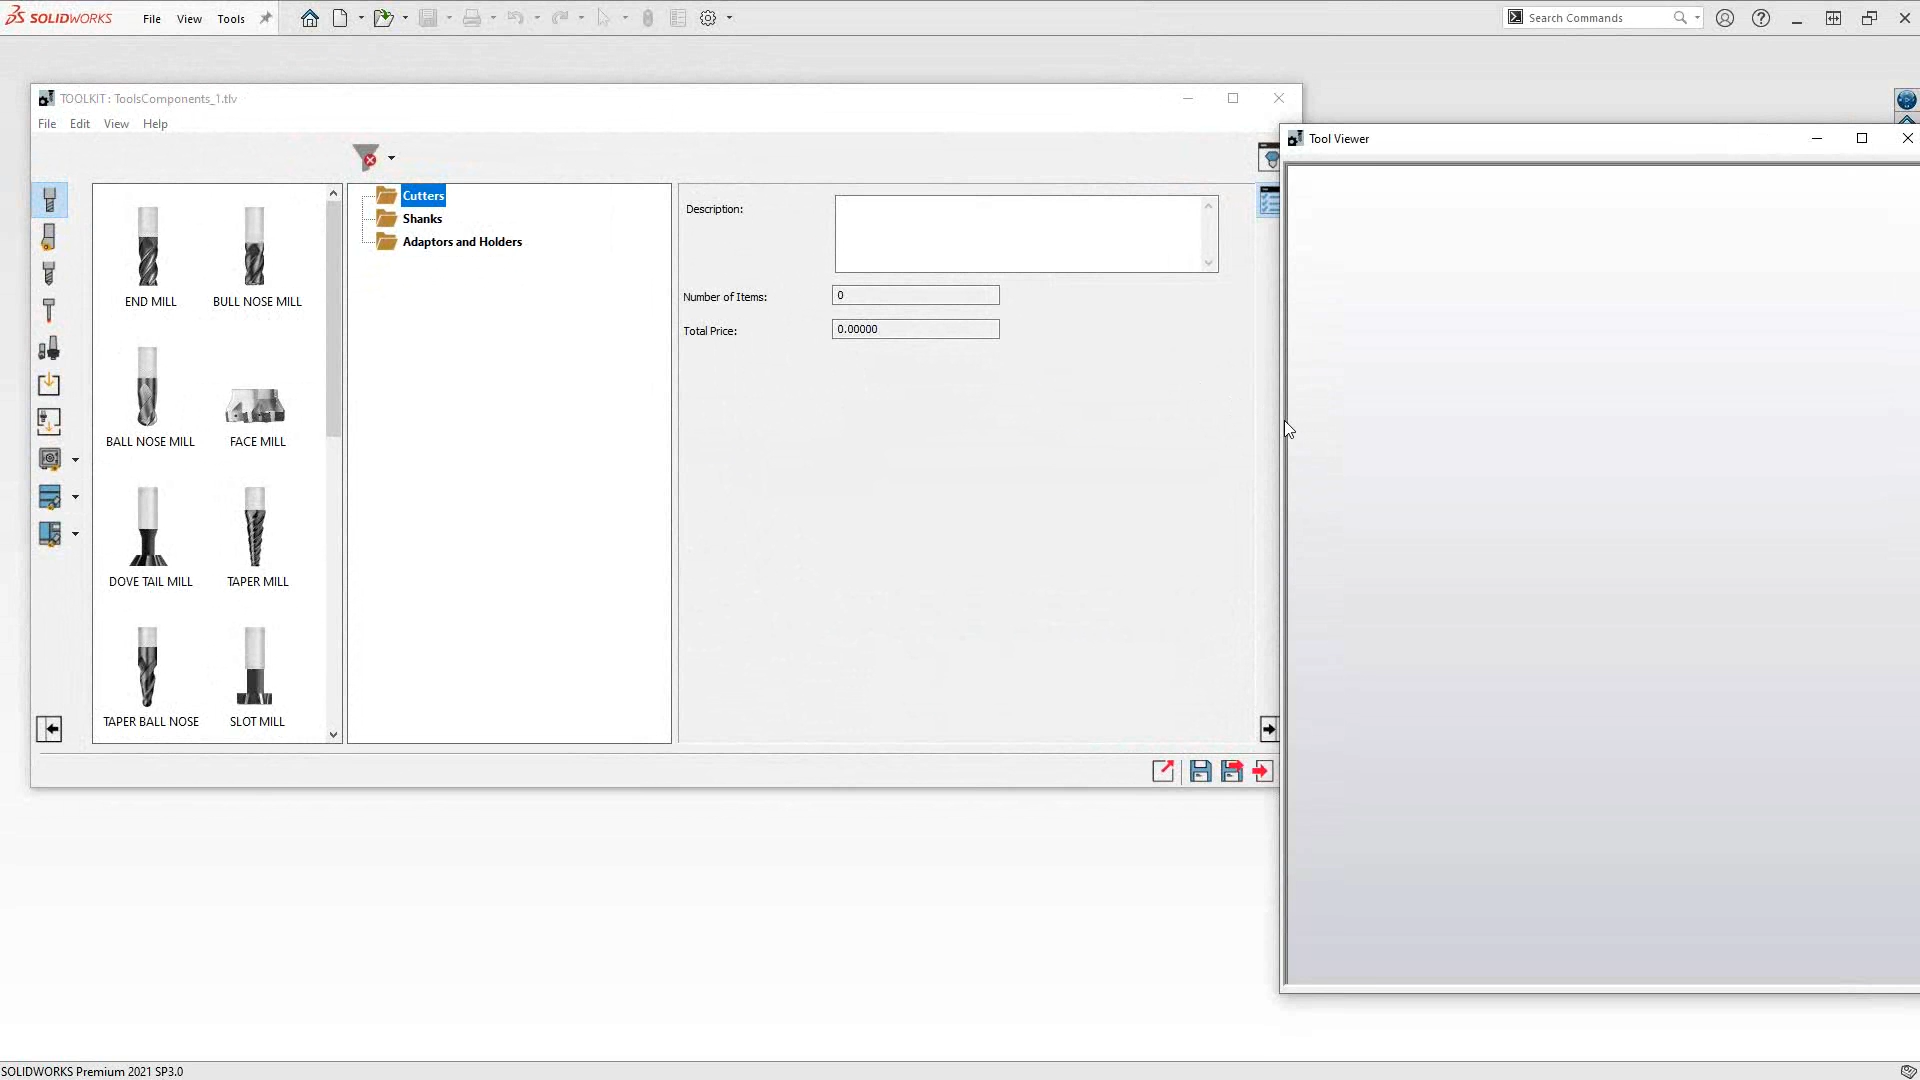 SOLIDWORKS File View Tools Search Commands
TOOLKIT : ToolsComponents_1.tlv
File Edit View Help
Tool Viewer
END MILL BULL NOSE MILL
BALL NOSE MILL FACE MILL
DOVE TAIL MILL TAPER MILL
TAPER BALL NOSE SLOT MILL
Cutters
Shanks
Adaptors and Holders
Description:
Number of Items: 0
Total Price: 0.00000
SOLIDWORKS Premium 2021 SP3.0